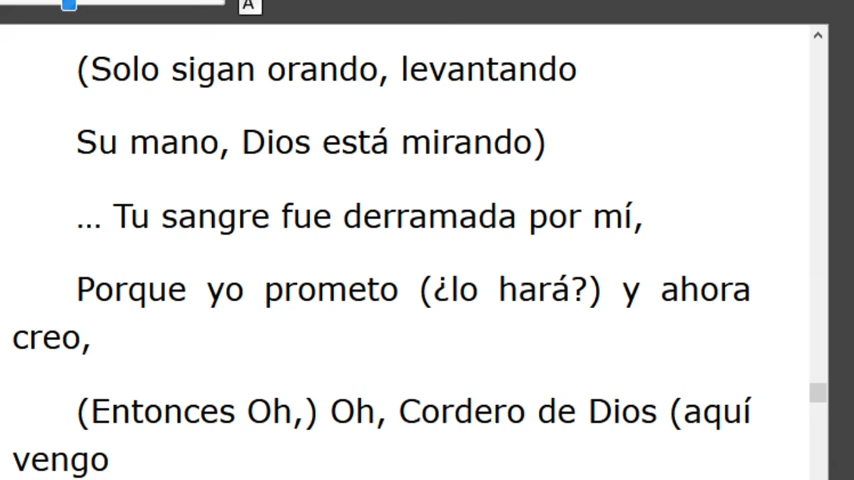 A
(Solo sigan orando, levantando
Su mano, Dios está mirando)
... Tu sangre fue derramada por mí,
Porque yo prometo (¿lo hará?) y ahora
creo,
(Entonces Oh,) Oh, Cordero de Dios (aquí
vengo